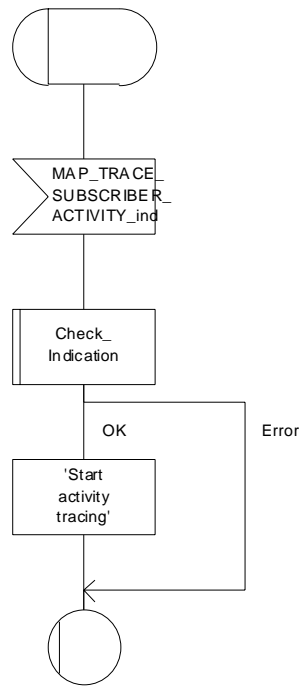 MAP_TRACE_
SUBSCRIBER_
ACTIVITY_ind
Check_
Indication
OK
Error
'Start
activity
tracing'